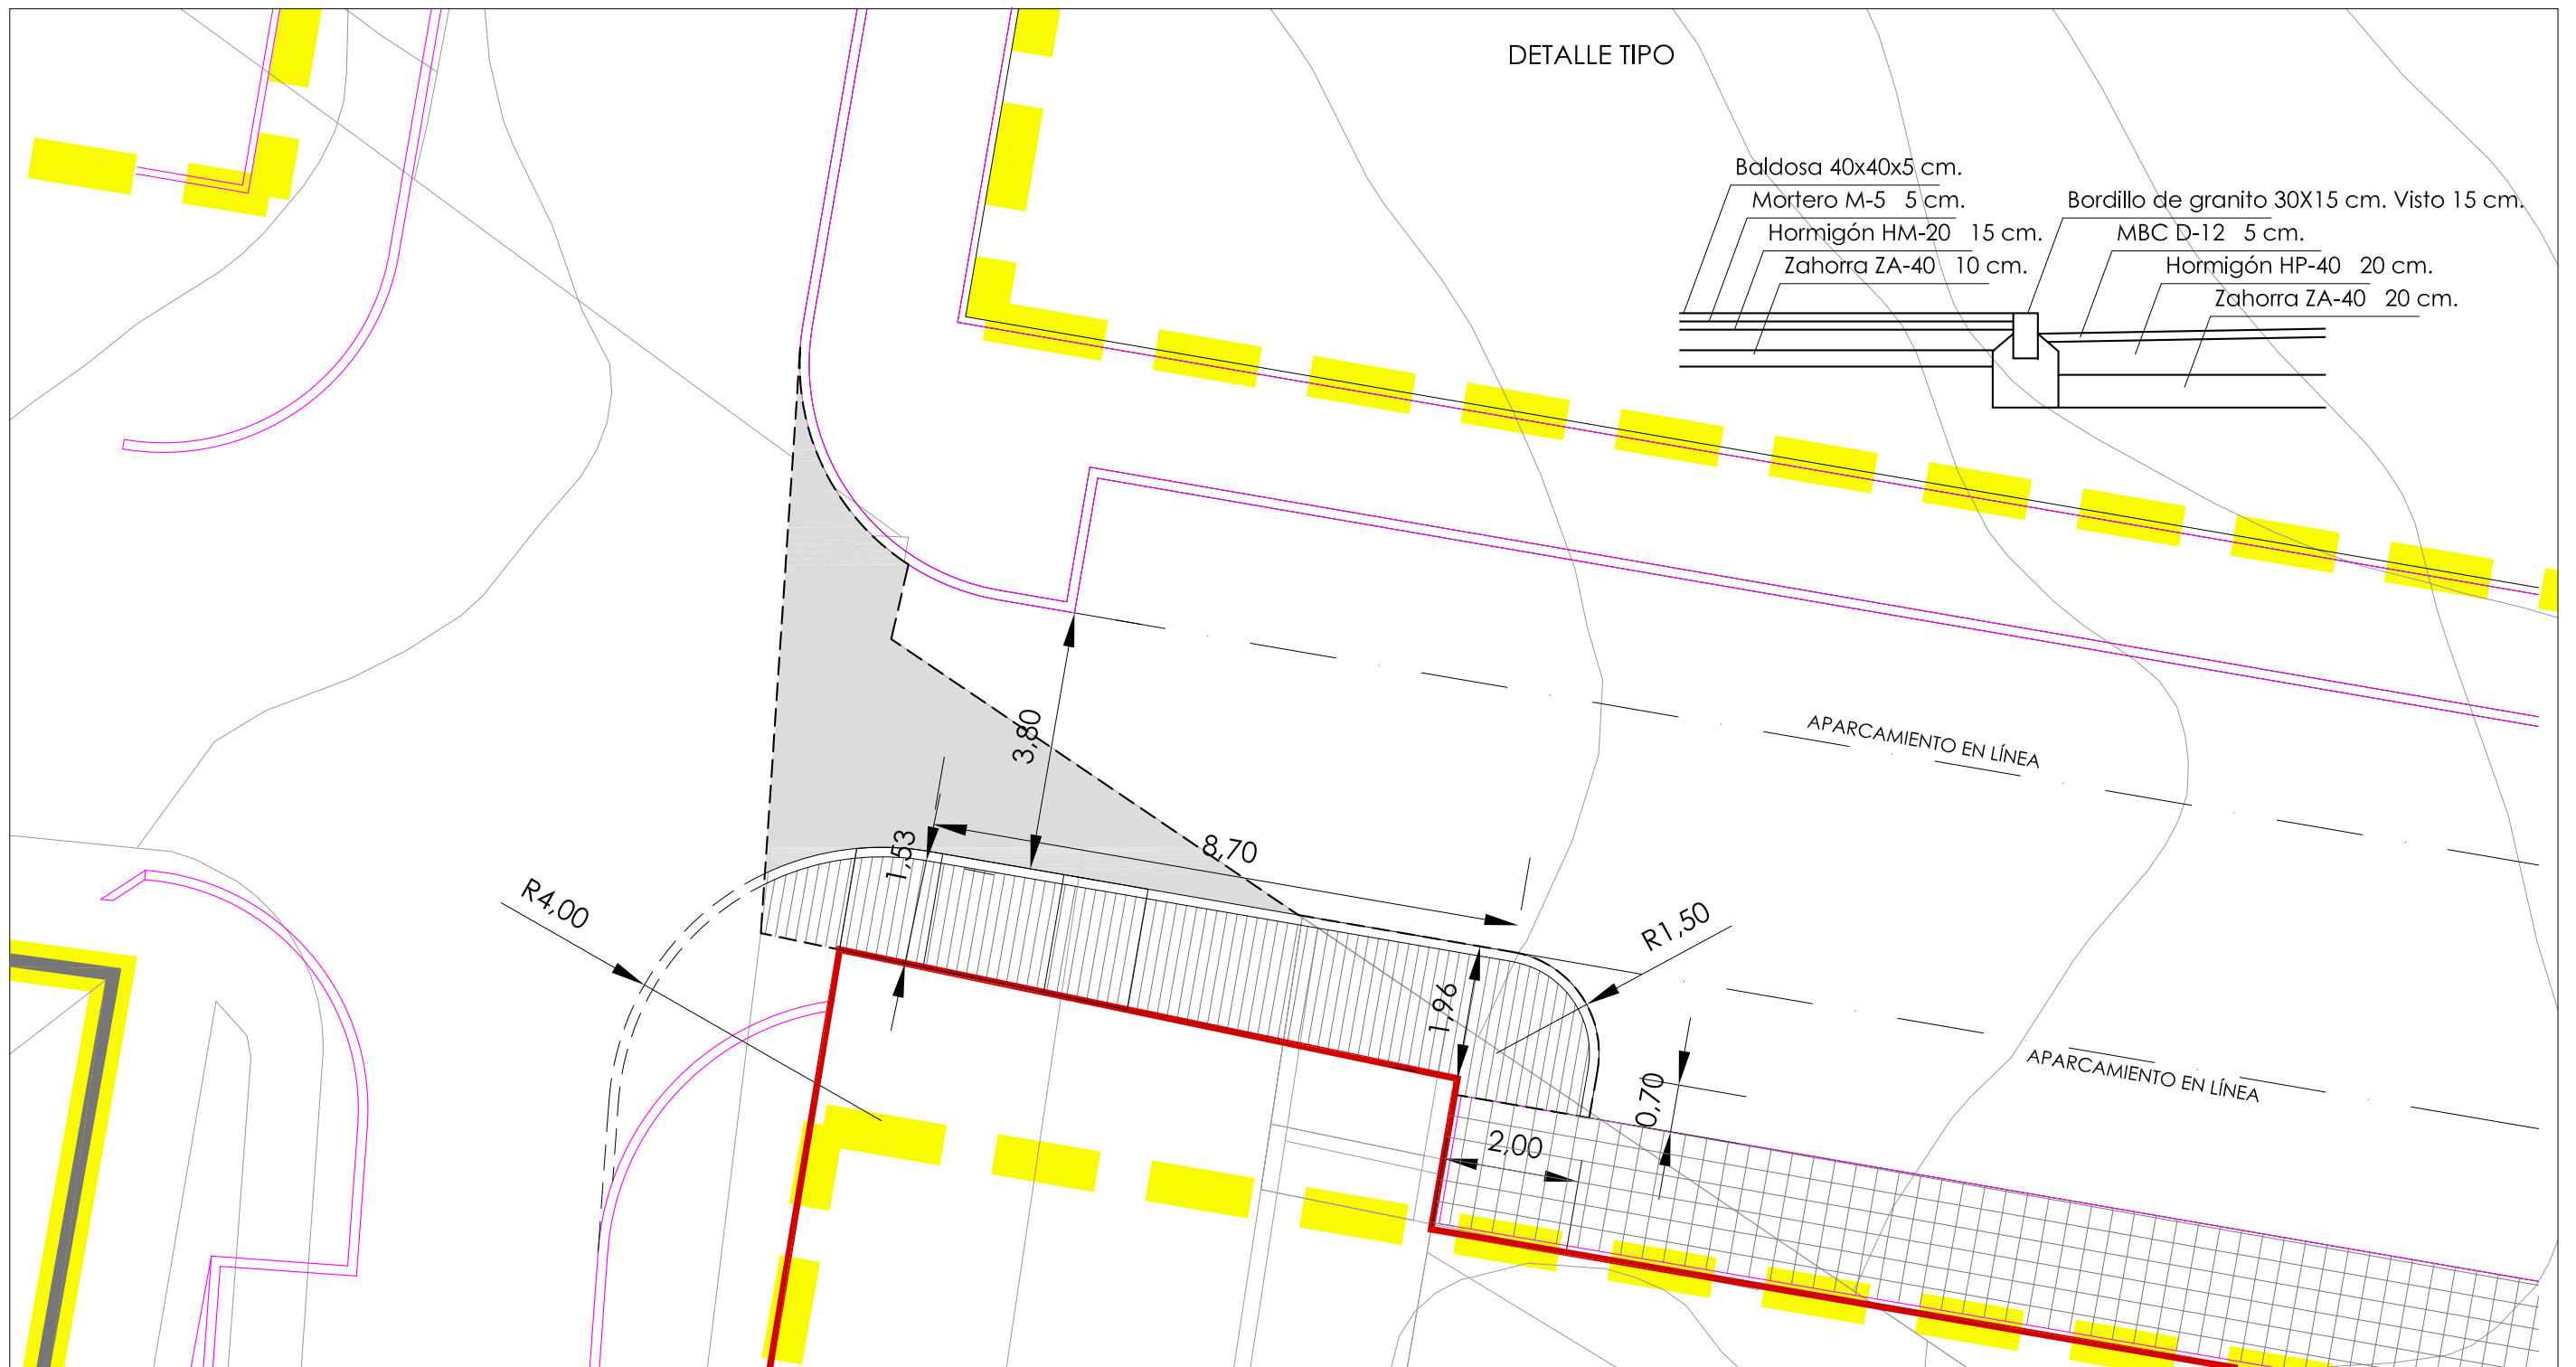 DETALLE TIPO
Baldosa 40x40x5 cm.
Mortero M-5 5 cm.
Hormigón HM-20 15 cm.
Zahorra ZA-40 10 cm.
Bordillo de granito 30X15 cm. Visto 15 cm.
MBC D-12 5 cm.
Hormigón HP-40 20 cm.
Zahorra ZA-40 20 cm.
3,80
APARCAMIENTO EN LÍNEA
1,53
8,70
R4,00
R1,50
1,96
APARCAMIENTO EN LÍNEA
0,70
2,00